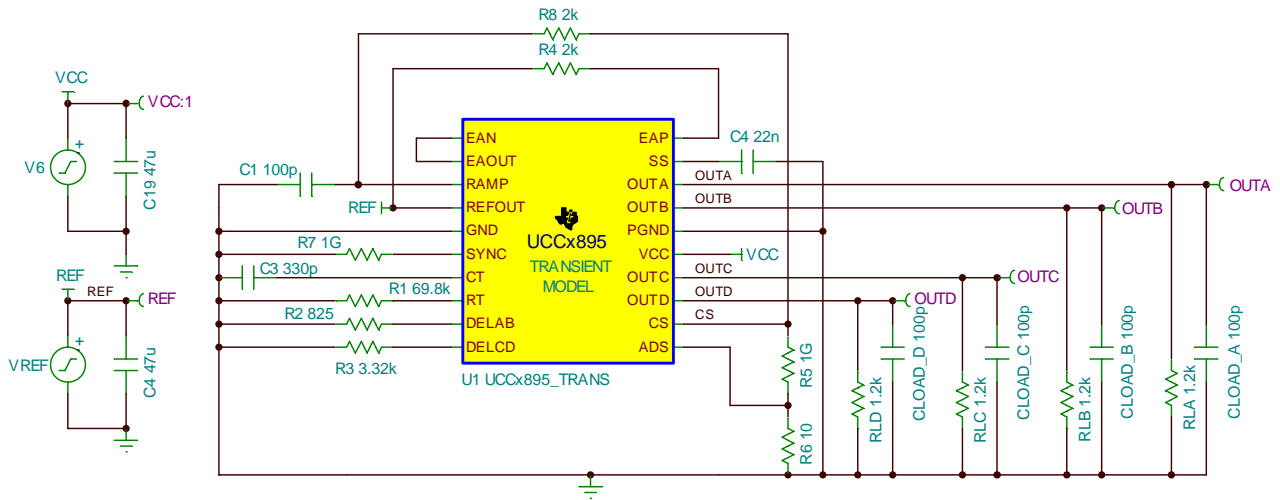 R8 2k
R4 2k
VCC
VCC:1
V6
+
C19 47u
REF
REF
REF
VREF
+
C4 47u
C1 100p
REF
R7 1G
C3 330p
R1 69.8k
R2 825
R3 3.32k
EAN
EAOUT
RAMP
REFOUT
GND
SYNC
CT
RT
DELAB
DELCD
UCCx895
TRANSIENT
MODEL
EAP
SS
OUTA
OUTB
PGND
VCC
OUTC
OUTD
CS
ADS
U1 UCCx895_TRANS
C4 22n
OUTA
OUTB
VCC
OUTC
OUTD
CS
R5 1G
R6 10
OUTD
RLD 1.2k
CLOAD_D 100p
OUTC
RLC 1.2k
CLOAD_C 100p
OUTB
RLB 1.2k
CLOAD_B 100p
OUTA
RLA 1.2k
CLOAD_A 100p